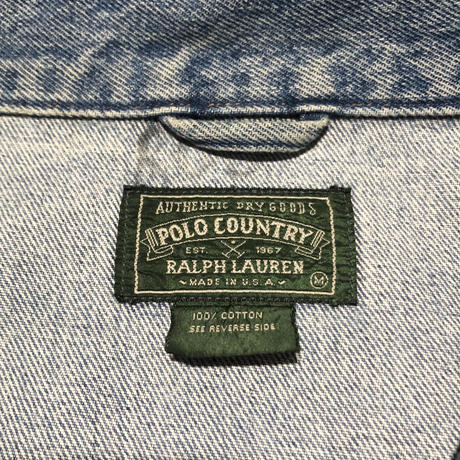 AUTHENTIC DRY GOODS
POLO COUNTRY
EST. 1967
RALPH LAUREN
~ MADE IN U.S.A. ~ M
100% COTTON
SEE REVERSE SIDE